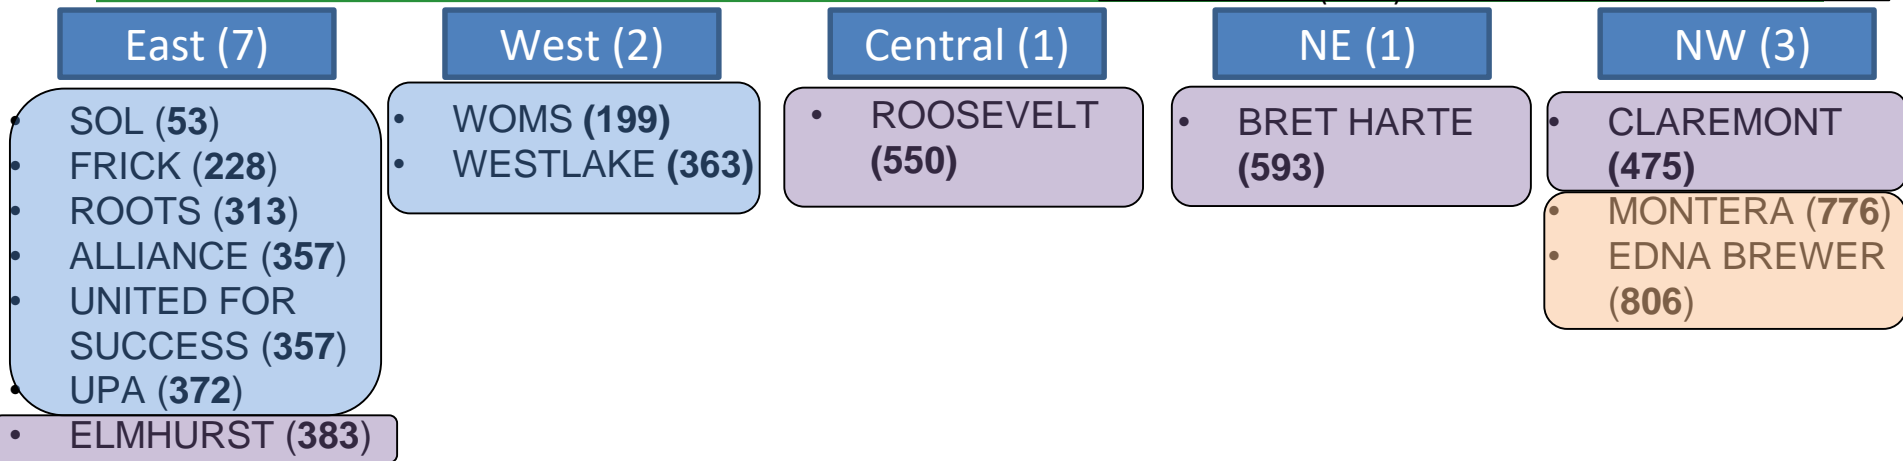 East (7)
• SOL (53)
• FRICK (228)
• ROOTS (313)
• ALLIANCE (357)
• UNITED FOR
SUCCESS (357)
• UPA (372)
• ELMHURST (383)
West (2)
• WOMS (199)
• WESTLAKE (363)
Central (1)
• ROOSEVELT
(550)
NE (1)
• BRET HARTE
(593)
NW (3)
• CLAREMONT
(475)
• MONTERA (776)
• EDNA BREWER
(806)